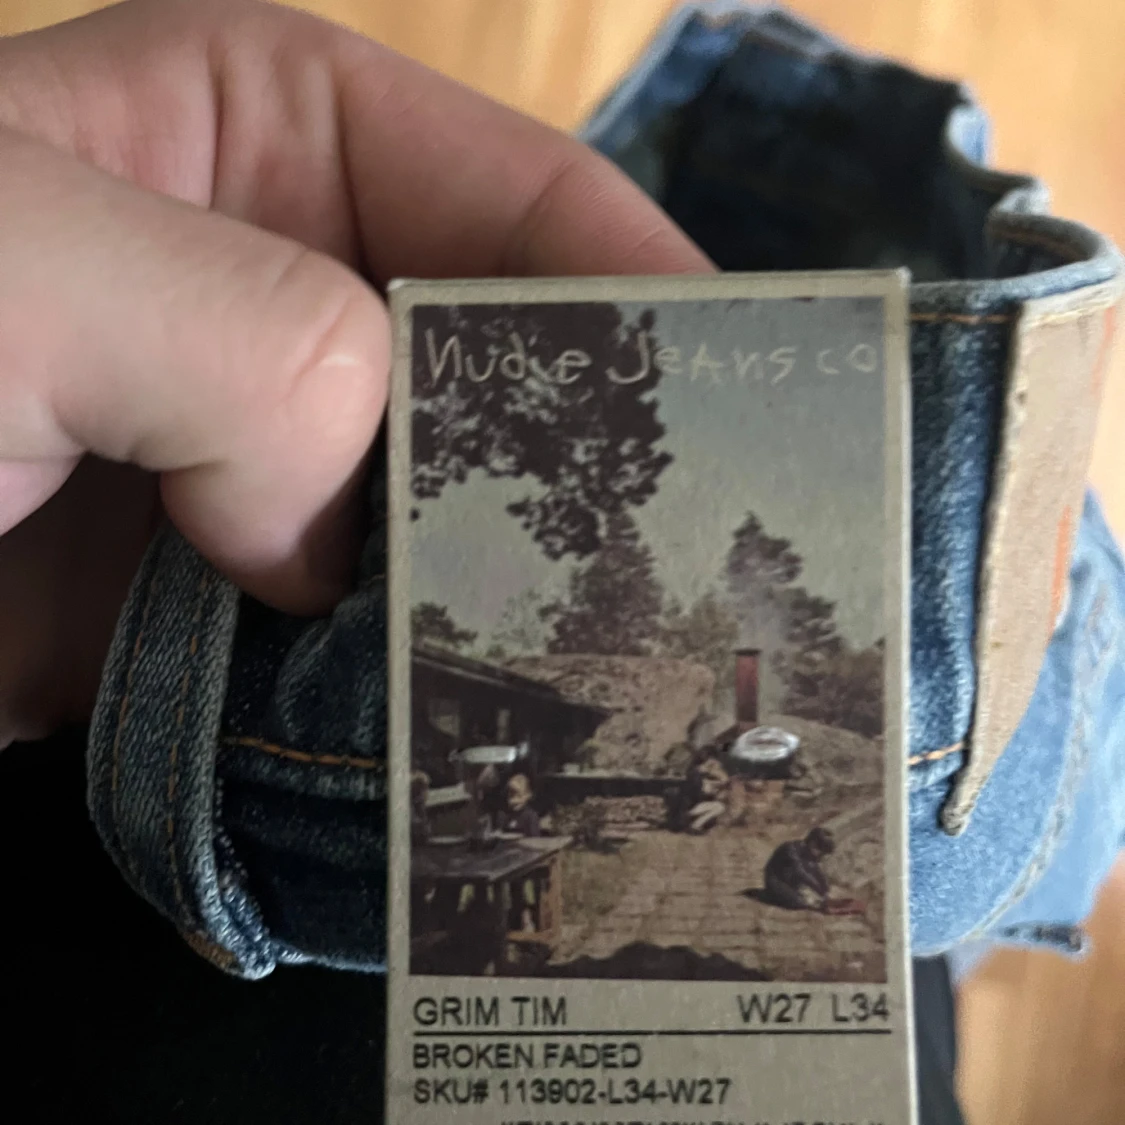 Nudie Jeans co
GRIM TIM W27 L34
BROKEN FADED
SKU# 113902-L34-W27